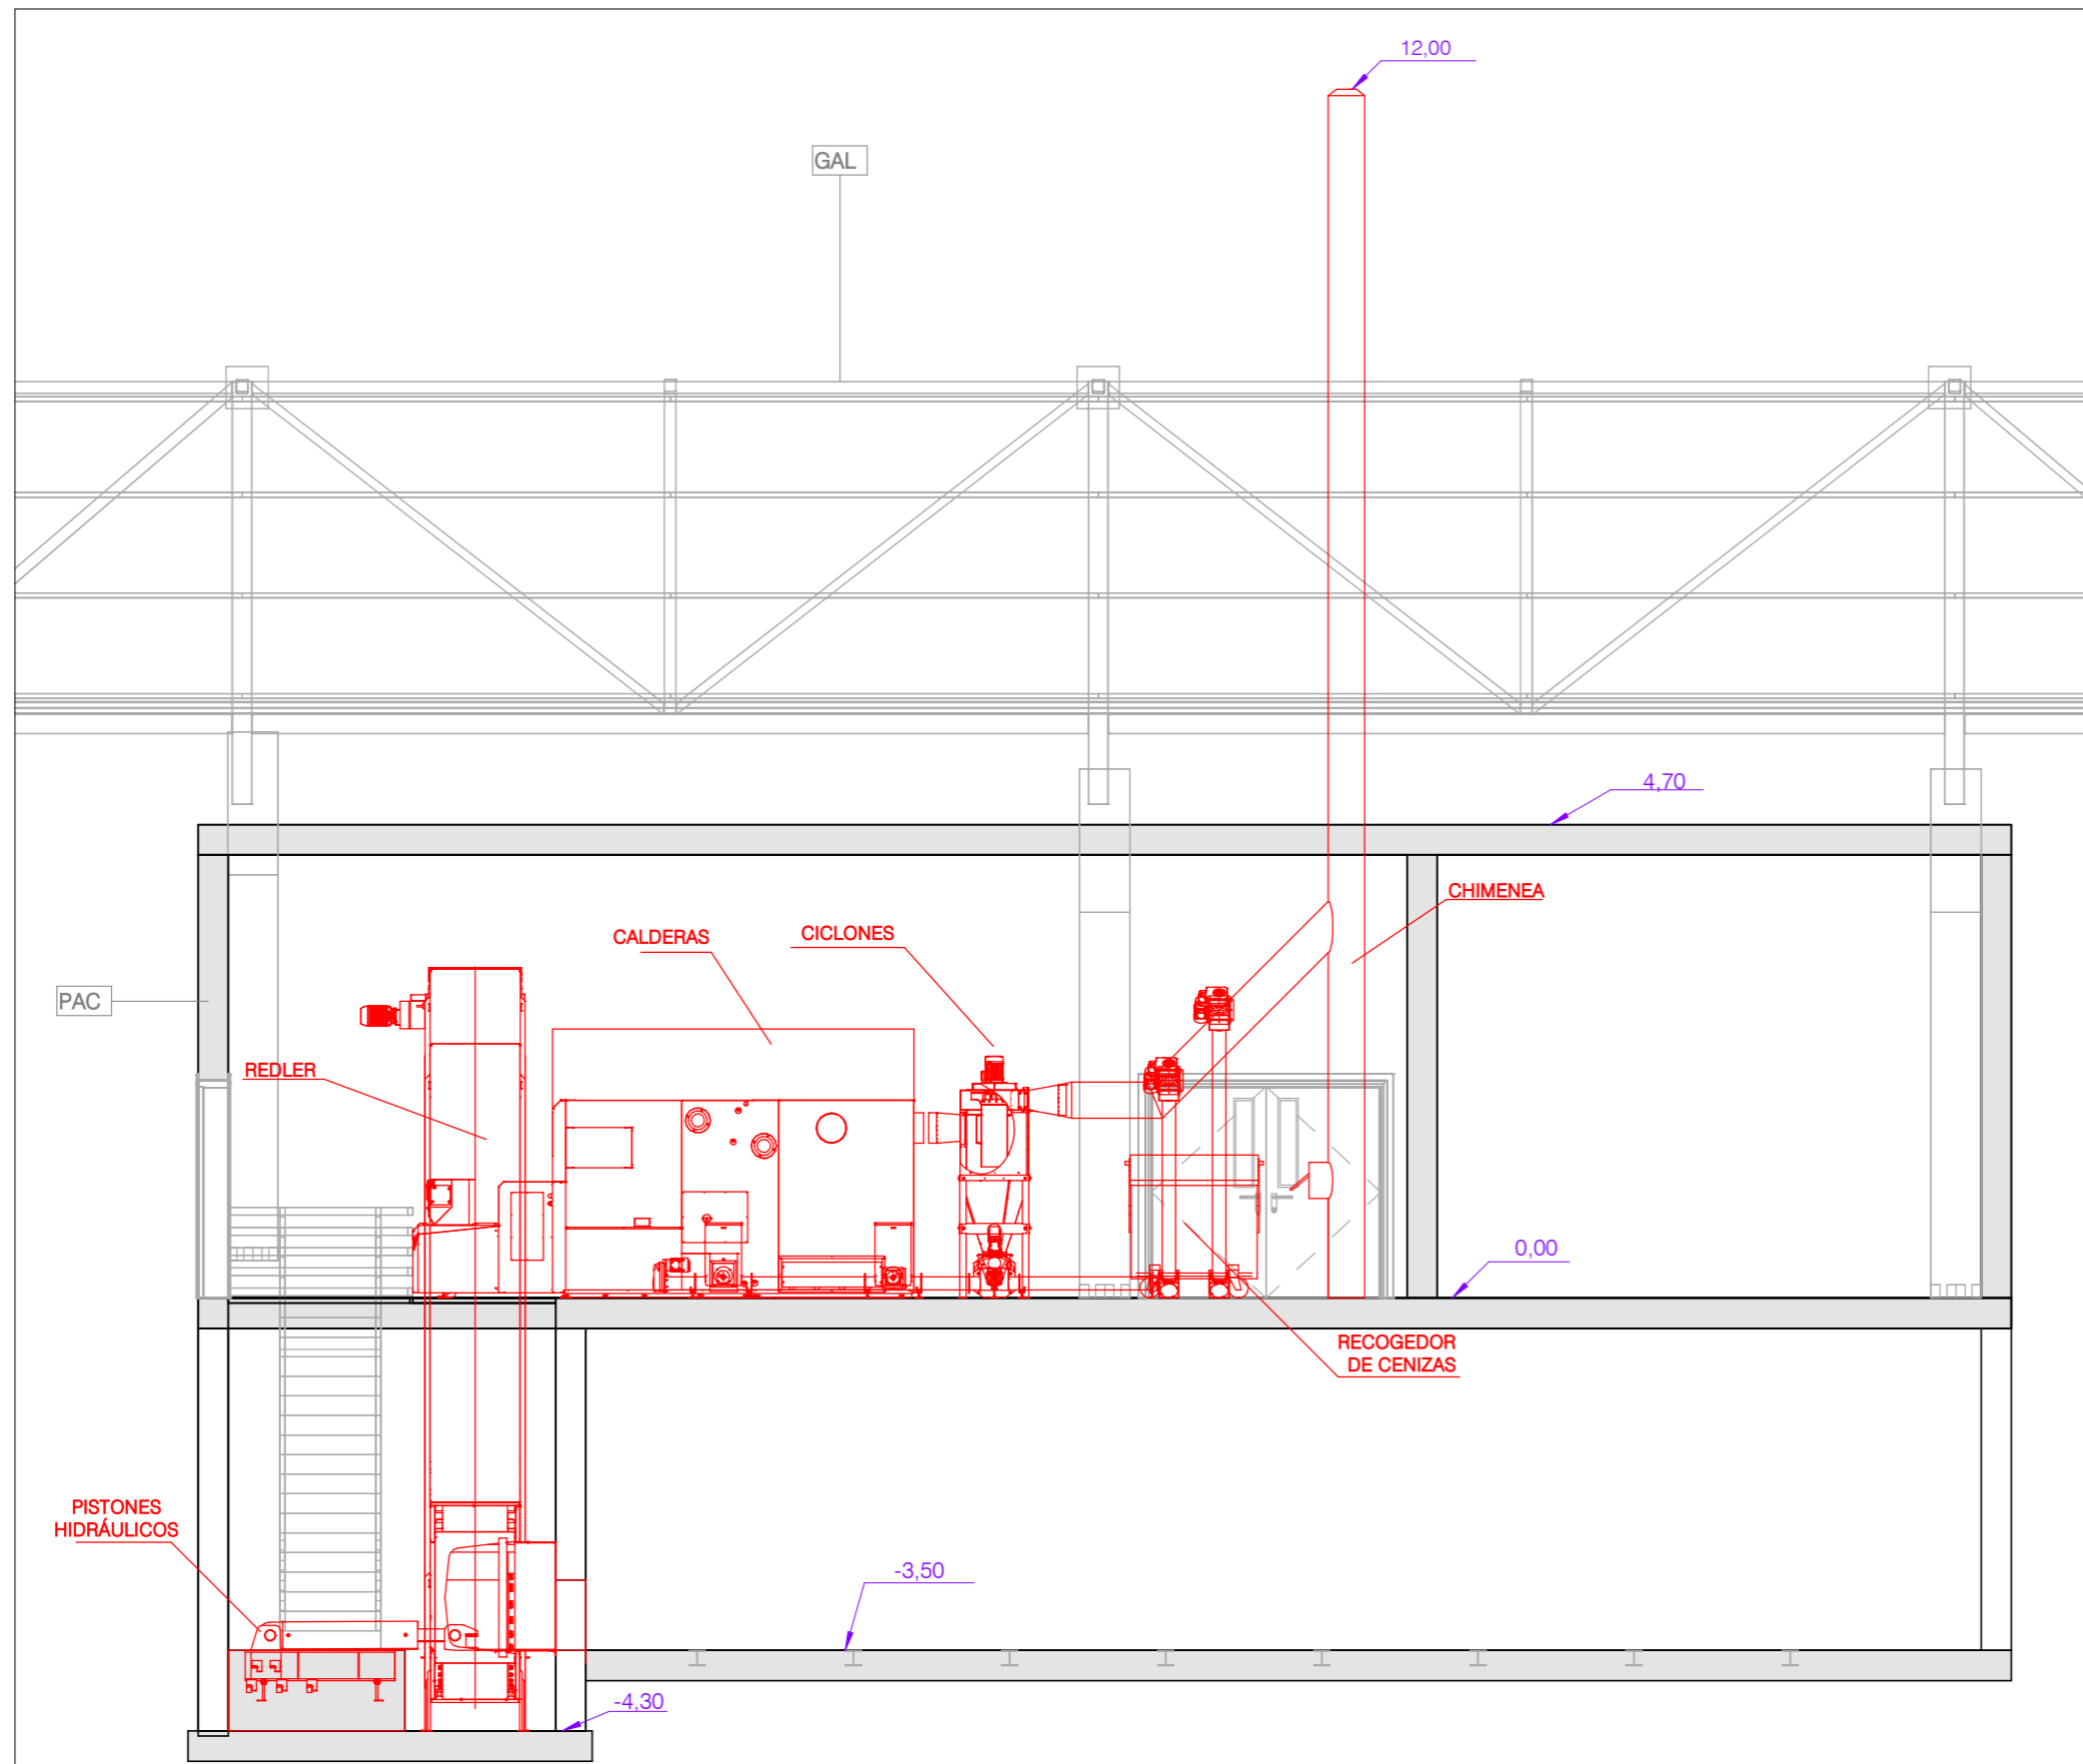 12,00
GAL
4,70
CHIMENEA
CALDERAS
CICLONES
PAC
REDLER
0,00
RECOGEDOR
DE CENIZAS
PISTONES
HIDRÁULICOS
-3,50
-4,30